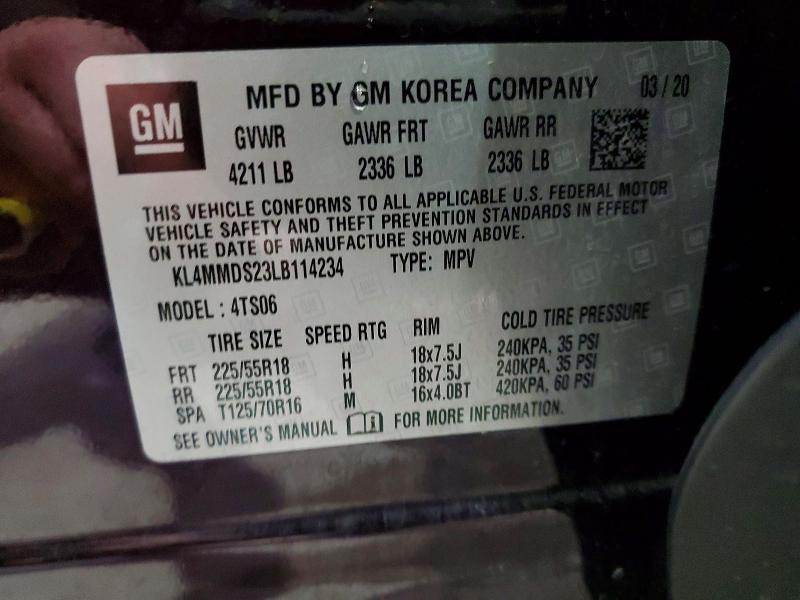 GM
MFD BY GM KOREA COMPANY 03 / 20
GVWR GAWR FRT GAWR RR
4211 LB 2336 LB 2336 LB
THIS VEHICLE CONFORMS TO ALL APPLICABLE U.S. FEDERAL MOTOR
VEHICLE SAFETY AND THEFT PREVENTION STANDARDS IN EFFECT
ON THE DATE OF MANUFACTURE SHOWN ABOVE.
KL4MMDS23LB114234 TYPE: MPV
MODEL : 4TS06
TIRE SIZE SPEED RTG RIM COLD TIRE PRESSURE
FRT 225/55R18 H 18x7.5J 240KPA, 35 PSI
RR 225/55R18 H 18x7.5J 240KPA, 35 PSI
SPA T125/70R16 M 16x4.0BT 420KPA, 60 PSI
SEE OWNER'S MANUAL FOR MORE INFORMATION.